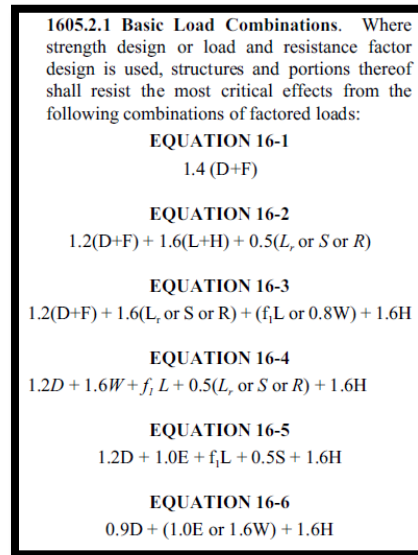 1605.2.1 Basic Load Combinations. Where
strength design or load and resistance factor
design is used, structures and portions thereof
shall resist the most critical effects from the
following combinations of factored loads:
EQUATION 16-1
1.4 (D+F)
EQUATION 16-2
1.2(D+F) + 1.6(L+H) + 0.5(Lᵣ or S or R)
EQUATION 16-3
1.2(D+F) + 1.6(Lᵣ or S or R) + (f₁L or 0.8W) + 1.6H
EQUATION 16-4
1.2D + 1.6W + f₁ L + 0.5(Lᵣ or S or R) + 1.6H
EQUATION 16-5
1.2D + 1.0E + f₁L + 0.5S + 1.6H
EQUATION 16-6
0.9D + (1.0E or 1.6W) + 1.6H